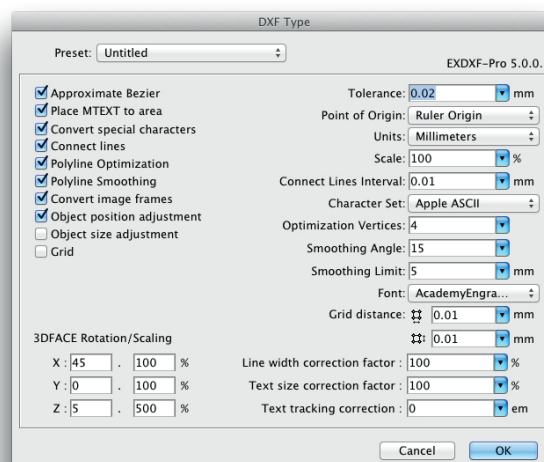 DXF Type
Preset: Untitled
EXDXF-Pro 5.0.0.
Approximate Bezier
Place MTEXT to area
Convert special characters
Connect lines
Polyline Optimization
Polyline Smoothing
Convert image frames
Object position adjustment
Object size adjustment
Grid
Tolerance: 0.02 mm
Point of Origin: Ruler Origin
Units: Millimeters
Scale: 100 %
Connect Lines Interval: 0.01 mm
Character Set: Apple ASCII
Optimization Vertices: 4
Smoothing Angle: 15
Smoothing Limit: 5 mm
Font: AcademyEngra...
Grid distance: 0.01 mm
0.01 mm
3DFACE Rotation/Scaling
X : 45 . 100 %
Y : 0 . 100 %
Z : 5 . 500 %
Line width correction factor : 100 %
Text size correction factor : 100 %
Text tracking correction : 0 em
Cancel
OK